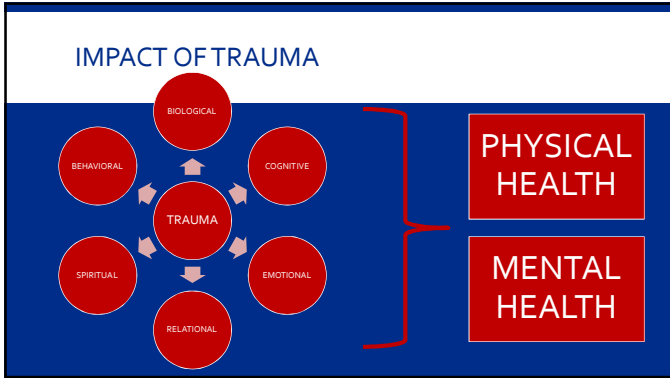 IMPACT OF TRAUMA
BIOLOGICAL
BEHAVIORAL
COGNITIVE
TRAUMA
SPIRITUAL
EMOTIONAL
RELATIONAL
PHYSICAL
HEALTH
MENTAL
HEALTH